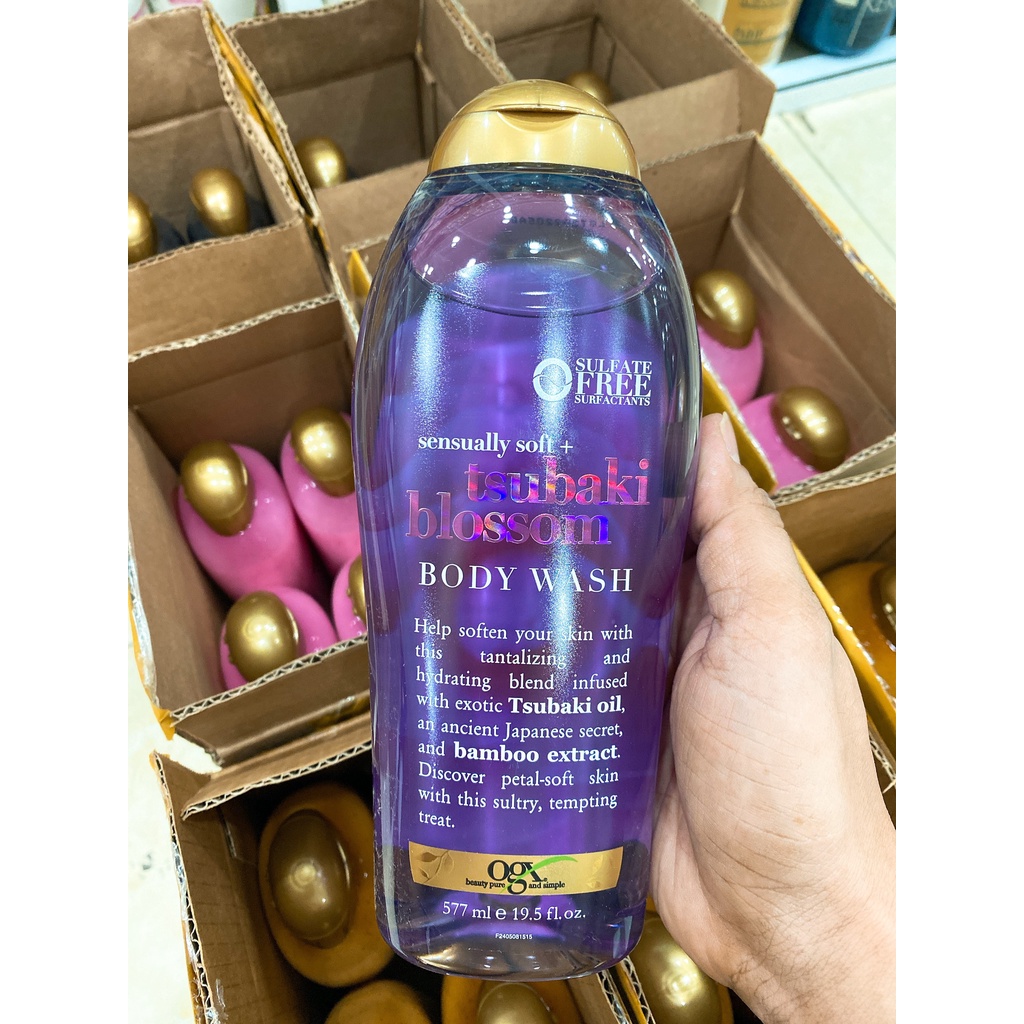 SULFATE
FREE
SURFACTANTS
sensually soft +
tsubaki
blossom
BODY WASH
Help soften your skin with
this tantalizing and
hydrating blend infused
with exotic Tsubaki oil,
an ancient Japanese secret,
and bamboo extract.
Discover petal-soft skin
with this sultry, tempting
treat.
ogx
beauty pure and simple
577 ml e 19.5 fl.oz.
F2405081515